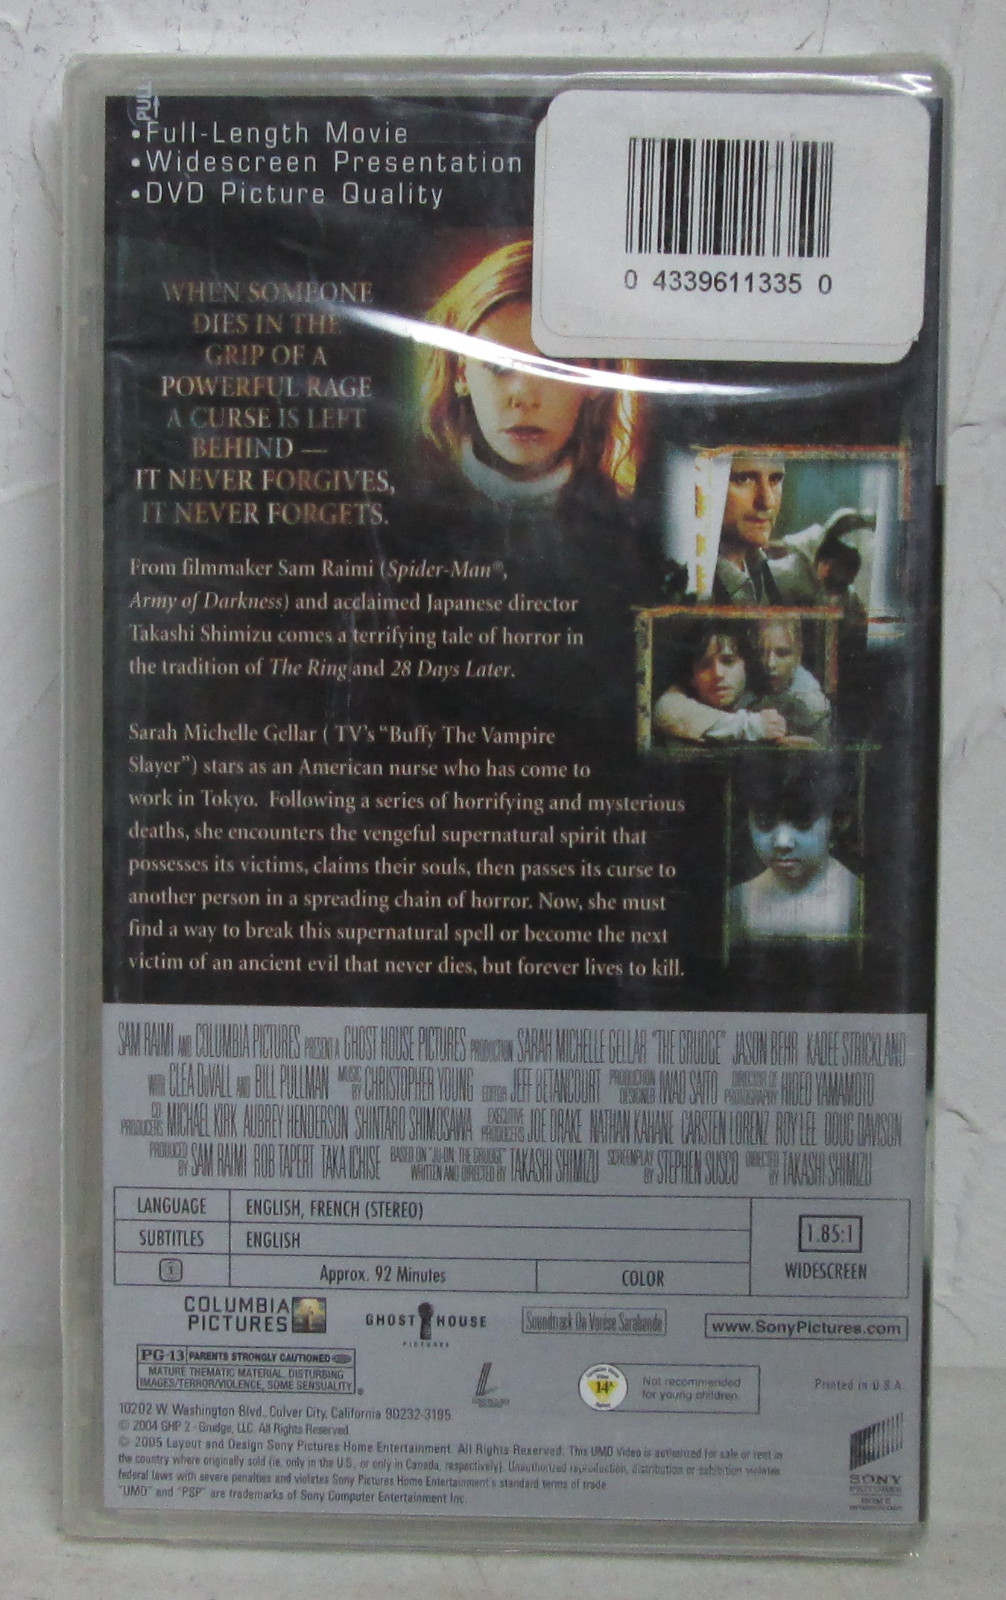 PULL
•Full-Length Movie
•Widescreen Presentation
•DVD Picture Quality
0 4339611335 0
WHEN SOMEONE
DIES IN THE
GRIP OF A
POWERFUL RAGE
A CURSE IS LEFT
BEHIND —
IT NEVER FORGIVES,
IT NEVER FORGETS.
From filmmaker Sam Raimi (Spider-Man®,
Army of Darkness) and acclaimed Japanese director
Takashi Shimizu comes a terrifying tale of horror in
the tradition of The Ring and 28 Days Later.
Sarah Michelle Gellar ( TV's "Buffy The Vampire
Slayer") stars as an American nurse who has come to
work in Tokyo. Following a series of horrifying and mysterious
deaths, she encounters the vengeful supernatural spirit that
possesses its victims, claims their souls, then passes its curse to
another person in a spreading chain of horror. Now, she must
find a way to break this supernatural spell or become the next
victim of an ancient evil that never dies, but forever lives to kill.
SAM RAIMI AND COLUMBIA PICTURES PRESENT A GHOST HOUSE PICTURES PRODUCTION SARAH MICHELLE GELLAR "THE GRUDGE" JASON BEHR KADEE STRICKLAND
WITH CLEA DUVALL AND BILL PULLMAN MUSIC BY CHRISTOPHER YOUNG EDITOR JEFF BETANCOURT PRODUCTION DESIGNER IWAO SAITO DIRECTOR OF PHOTOGRAPHY HIDEO YAMAMOTO
CO PRODUCERS MICHAEL KIRK AUBREY HENDERSON SHINTARO SHIMOSAWA EXECUTIVE PRODUCERS JOE DRAKE NATHAN KAHANE CARSTEN LORENZ ROY LEE DOUG DAVISON
PRODUCED BY SAM RAIMI ROB TAPERT TAKA ICHISE BASED ON "JU-ON: THE GRUDGE" WRITTEN AND DIRECTED BY TAKASHI SHIMIZU SCREENPLAY BY STEPHEN SUSCO DIRECTED BY TAKASHI SHIMIZU
LANGUAGE ENGLISH, FRENCH (STEREO)
SUBTITLES ENGLISH
Approx. 92 Minutes COLOR
1.85:1
WIDESCREEN
COLUMBIA
PICTURES
GHOST HOUSE
PICTURES
Soundtrack On Varèse Sarabande
www.SonyPictures.com
PG-13 PARENTS STRONGLY CAUTIONED
MATURE THEMATIC MATERIAL, DISTURBING
IMAGES/TERROR/VIOLENCE, SOME SENSUALITY
14
Not recommended
for young children.
Printed in U.S.A.
10202 W. Washington Blvd., Culver City, California 90232-3195
© 2004 GHP 2 - Grudge, LLC. All Rights Reserved.
© 2005 Layout and Design Sony Pictures Home Entertainment. All Rights Reserved. This UMD Video is authorized for sale or rent in
the country where originally sold (ie. only in the U.S. or only in Canada, respectively). Unauthorized reproduction, distribution or exhibition violates
federal laws with severe penalties and violates Sony Pictures Home Entertainment's standard terms of trade.
"UMD" and "PSP" are trademarks of Sony Computer Entertainment Inc.
SONY